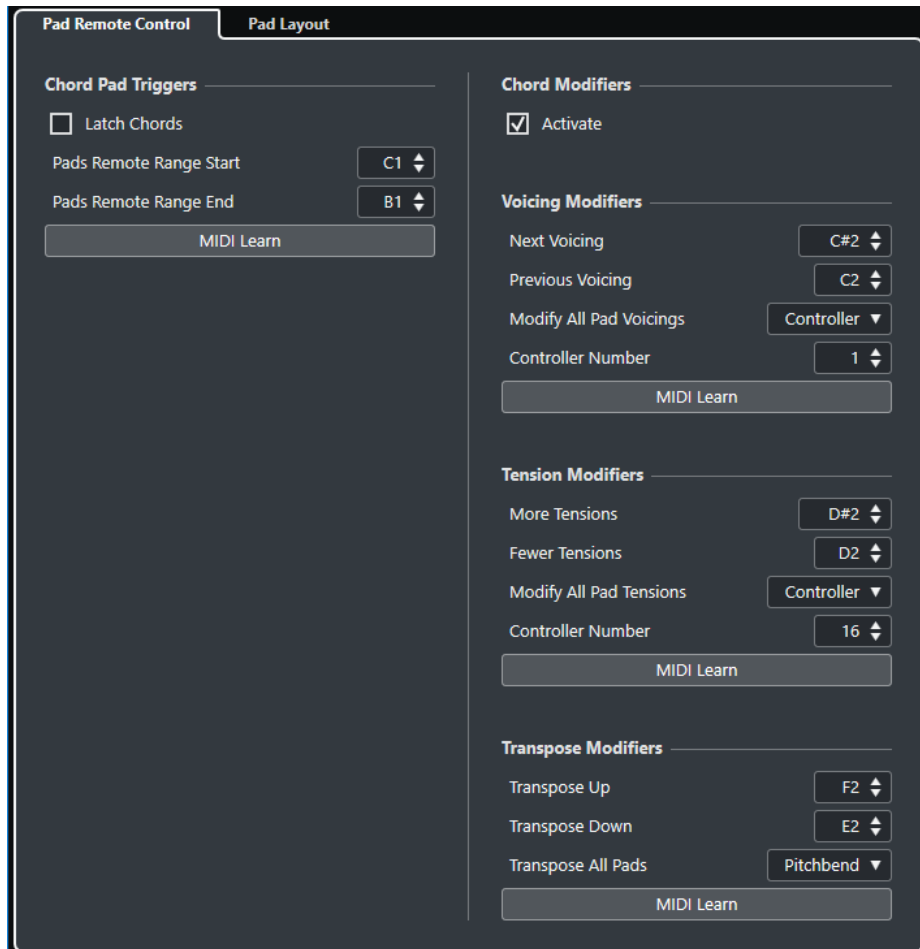 Pad Remote Control
Pad Layout
Chord Pad Triggers
Latch Chords
Pads Remote Range Start C1
Pads Remote Range End B1
MIDI Learn
Chord Modifiers
Activate
Voicing Modifiers
Next Voicing C#2
Previous Voicing C2
Modify All Pad Voicings Controller
Controller Number 1
MIDI Learn
Tension Modifiers
More Tensions D#2
Fewer Tensions D2
Modify All Pad Tensions Controller
Controller Number 16
MIDI Learn
Transpose Modifiers
Transpose Up F2
Transpose Down E2
Transpose All Pads Pitchbend
MIDI Learn